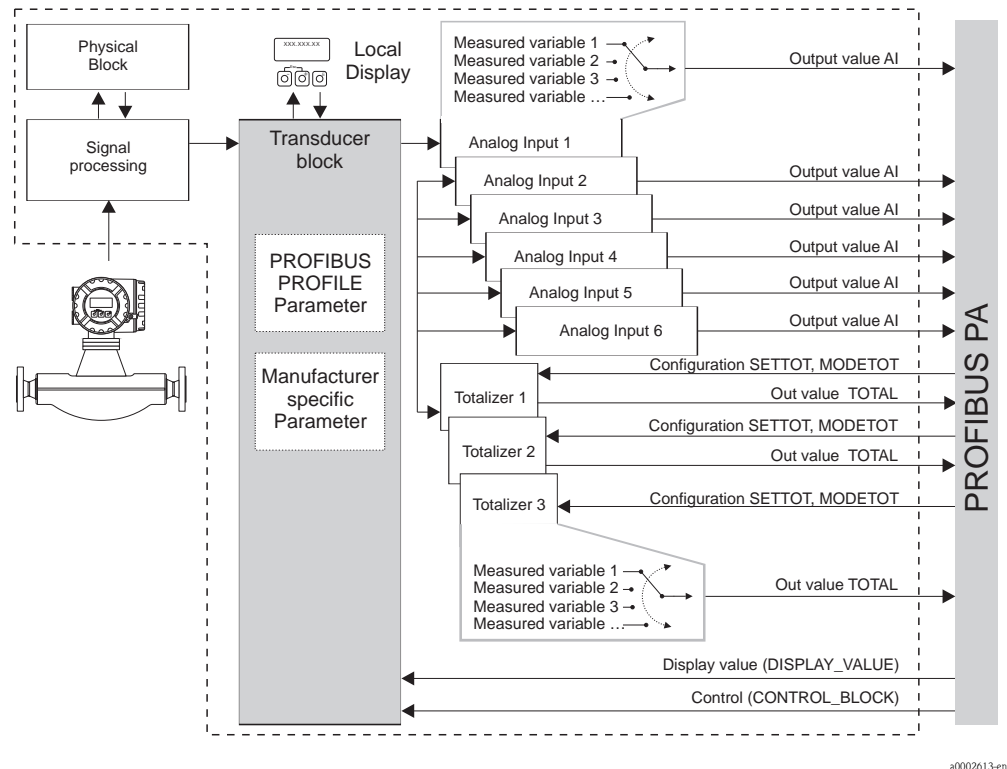 Physical
Block
Signal
processing
xxx.xxx.xx
Local
Display
Transducer
block
PROFIBUS
PROFILE
Parameter
Manufacturer
specific
Parameter
Measured variable 1
Measured variable 2
Measured variable 3
Measured variable …
Output value AI
Analog Input 1
Analog Input 2
Output value AI
Analog Input 3
Output value AI
Analog Input 4
Output value AI
Analog Input 5
Output value AI
Analog Input 6
Output value AI
Configuration SETTOT, MODETOT
Totalizer 1
Out value TOTAL
Configuration SETTOT, MODETOT
Totalizer 2
Out value TOTAL
Totalizer 3
Configuration SETTOT, MODETOT
Measured variable 1
Measured variable 2
Measured variable 3
Measured variable …
Out value TOTAL
Display value (DISPLAY_VALUE)
Control (CONTROL_BLOCK)
PROFIBUS PA
a0002613-en